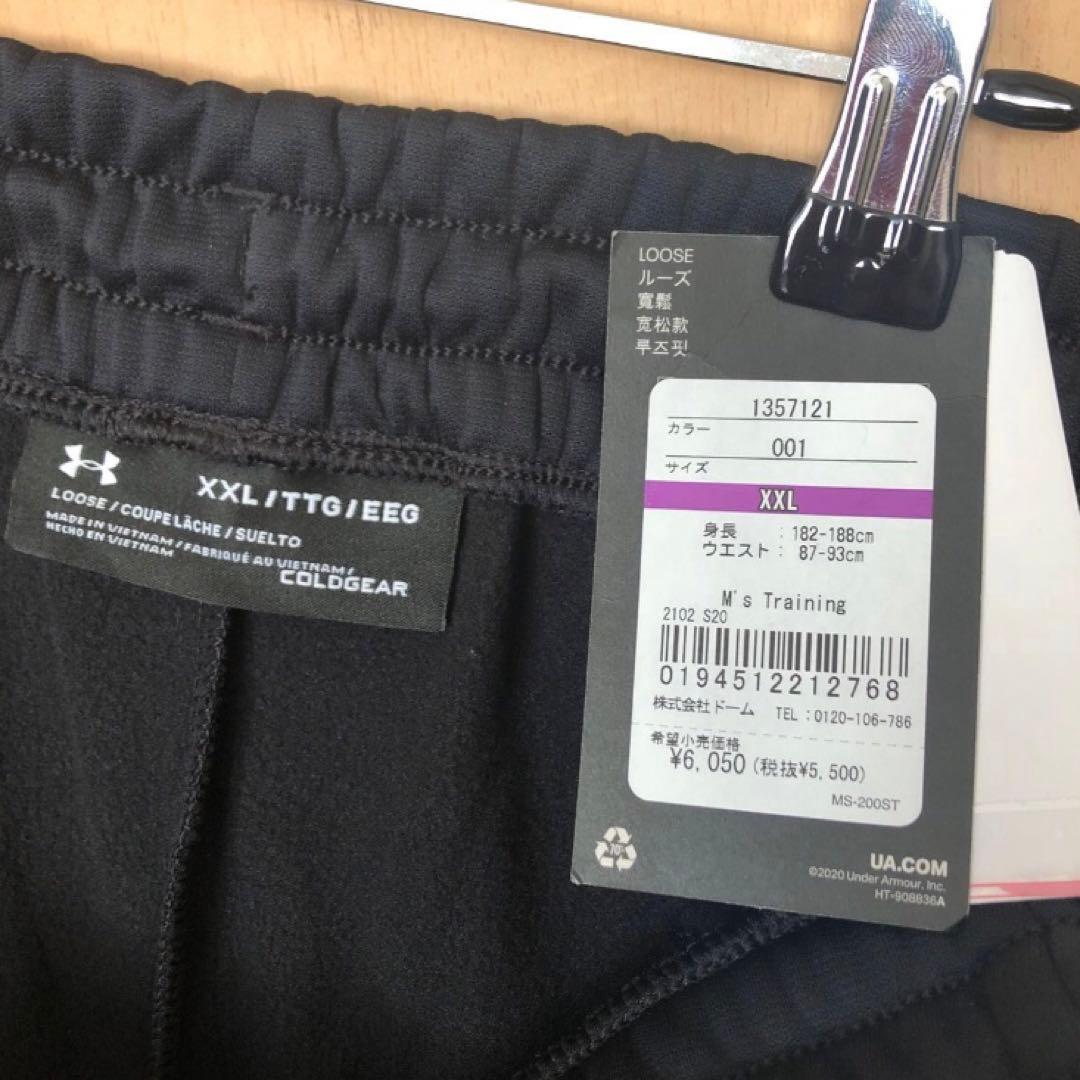 XXL/TTG/EEG
LOOSE/COUPE LÂCHE/SUELTO
MADE IN VIETNAM/FABRIQUÉ AU VIETNAM/
HECHO EN VIETNAM
COLDGEAR
LOOSE
ルーズ
寬鬆
宽松款
루즈핏
1357121
カラー
001
サイズ
XXL
身長 :182-188cm
ウエスト: 87-93cm
M's Training
2102 S20
0194512212768
株式会社ドーム TEL:0120-106-786
希望小売価格
¥6,050(税抜¥5,500)
MS-200ST
UA.COM
©2020 Under Armour, Inc.
HT-908836A